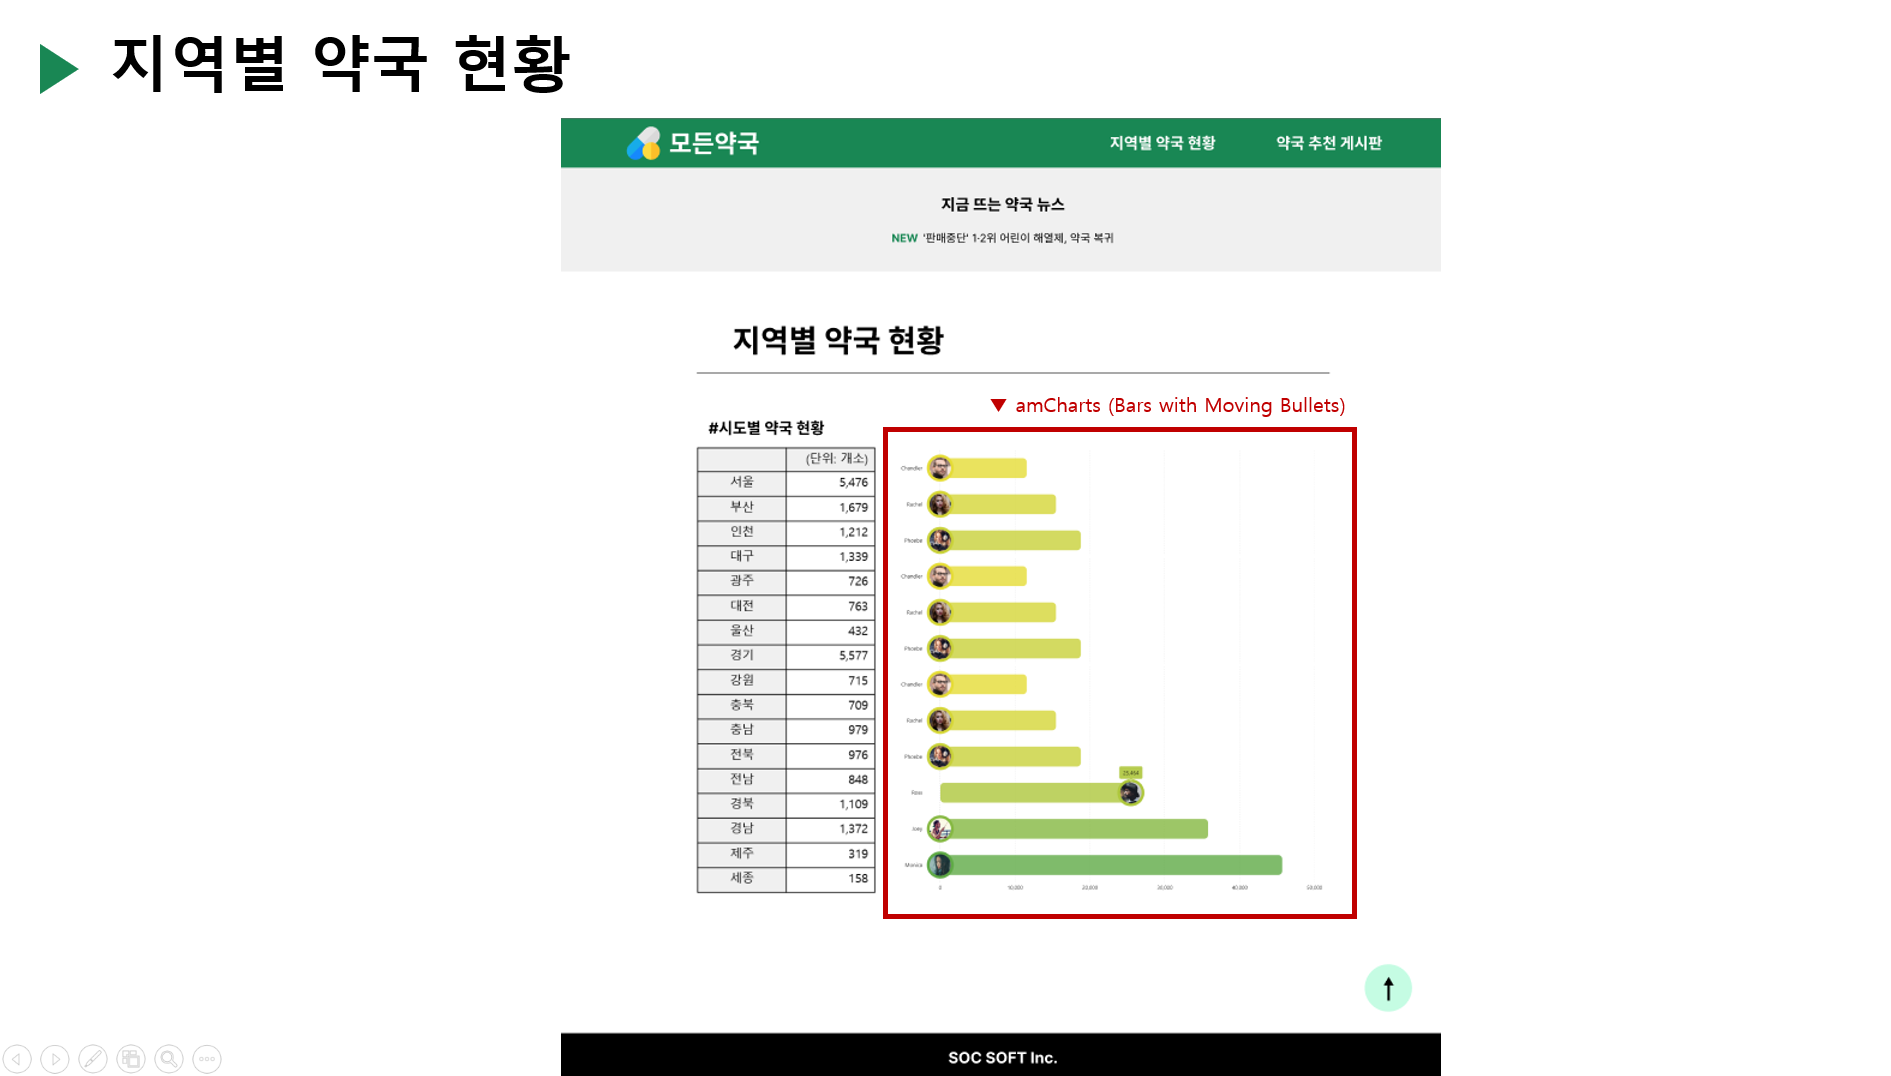 지역별 약국 현황
모든약국
지역별 약국 현황
약국 추천 게시판
지금 뜨는 약국 뉴스
NEW '판매중단' 1·2위 어린이 해열제, 약국 복귀
지역별 약국 현황
▼ amCharts (Bars with Moving Bullets)
#시도별 약국 현황
(단위: 개소)
서울 5,476
부산 1,679
인천 1,212
대구 1,339
광주 726
대전 763
울산 432
경기 5,577
강원 715
충북 709
충남 979
전북 976
전남 848
경북 1,109
경남 1,372
제주 319
세종 158
Chandler
Rachel
Phoebe
Chandler
Rachel
Phoebe
Chandler
Rachel
Phoebe
Ross
Joey
Monica
0 10,000 20,000 30,000 40,000 50,000
SOC SOFT Inc.